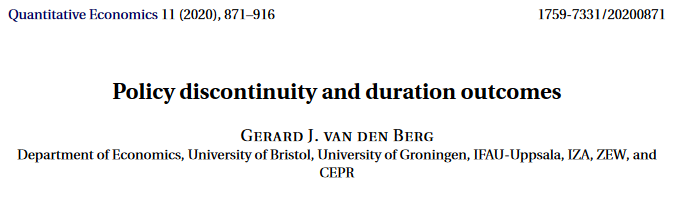 Quantitative Economics 11 (2020), 871–916 1759-7331/20200871
Policy discontinuity and duration outcomes
Gerard J. van den Berg
Department of Economics, University of Bristol, University of Groningen, IFAU-Uppsala, IZA, ZEW, and
CEPR